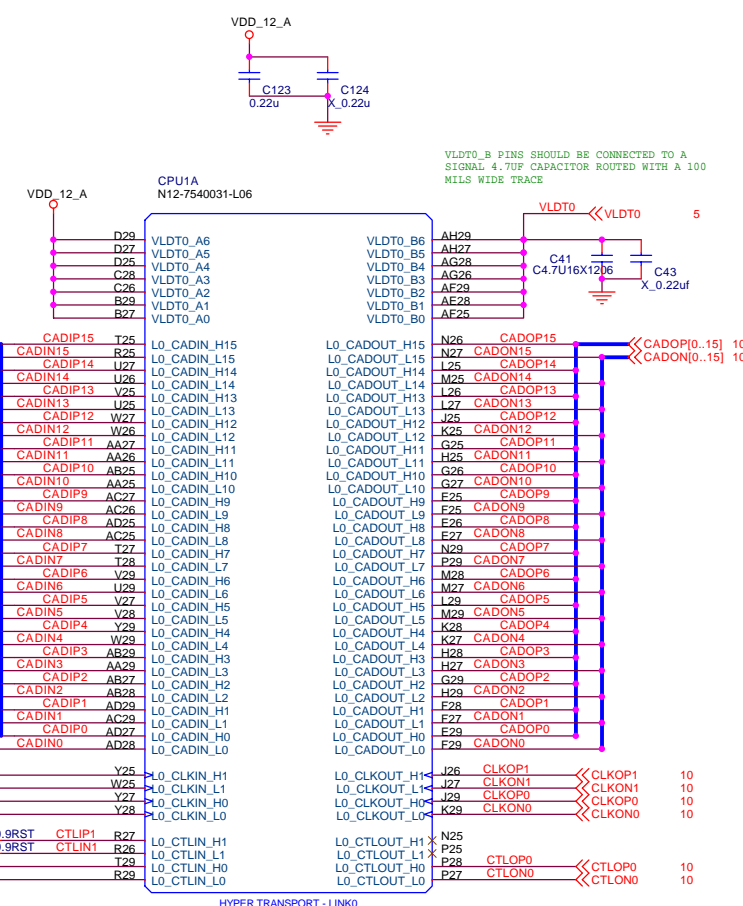 VDD_12_A
C123
0.22u
C124
X_0.22u
VLDT0_B PINS SHOULD BE CONNECTED TO A
SIGNAL 4.7UF CAPACITOR ROUTED WITH A 100
MILS WIDE TRACE
CPU1A
N12-7540031-L06
VDD_12_A
VLDT0
VLDT0 5
D29 VLDT0_A6 VLDT0_B6 AH29
D27 VLDT0_A5 VLDT0_B5 AH27
D25 VLDT0_A4 VLDT0_B4 AG28
C28 VLDT0_A3 VLDT0_B3 AG26
C26 VLDT0_A2 VLDT0_B2 AF29
B29 VLDT0_A1 VLDT0_B1 AE28
B27 VLDT0_A0 VLDT0_B0 AF25
C41
C4.7U16X1206
C43
X_0.22uf
CADIP15 T25 L0_CADIN_H15 L0_CADOUT_H15 N26 CADOP15 CADOP[0..15] 10
CADIN15 R25 L0_CADIN_L15 L0_CADOUT_L15 N27 CADON15 CADON[0..15] 10
CADIP14 U27 L0_CADIN_H14 L0_CADOUT_H14 L25 CADOP14
CADIN14 U26 L0_CADIN_L14 L0_CADOUT_L14 M25 CADON14
CADIP13 V25 L0_CADIN_H13 L0_CADOUT_H13 L26 CADOP13
CADIN13 U25 L0_CADIN_L13 L0_CADOUT_L13 L27 CADON13
CADIP12 W27 L0_CADIN_H12 L0_CADOUT_H12 J25 CADOP12
CADIN12 W26 L0_CADIN_L12 L0_CADOUT_L12 K25 CADON12
CADIP11 AA27 L0_CADIN_H11 L0_CADOUT_H11 G25 CADOP11
CADIN11 AA26 L0_CADIN_L11 L0_CADOUT_L11 H25 CADON11
CADIP10 AB25 L0_CADIN_H10 L0_CADOUT_H10 G26 CADOP10
CADIN10 AA25 L0_CADIN_L10 L0_CADOUT_L10 G27 CADON10
CADIP9 AC27 L0_CADIN_H9 L0_CADOUT_H9 E25 CADOP9
CADIN9 AC26 L0_CADIN_L9 L0_CADOUT_L9 F25 CADON9
CADIP8 AD25 L0_CADIN_H8 L0_CADOUT_H8 E26 CADOP8
CADIN8 AC25 L0_CADIN_L8 L0_CADOUT_L8 E27 CADON8
CADIP7 T27 L0_CADIN_H7 L0_CADOUT_H7 N29 CADOP7
CADIN7 T28 L0_CADIN_L7 L0_CADOUT_L7 P29 CADON7
CADIP6 V29 L0_CADIN_H6 L0_CADOUT_H6 M28 CADOP6
CADIN6 U29 L0_CADIN_L6 L0_CADOUT_L6 M27 CADON6
CADIP5 V27 L0_CADIN_H5 L0_CADOUT_H5 L29 CADOP5
CADIN5 V28 L0_CADIN_L5 L0_CADOUT_L5 M29 CADON5
CADIP4 Y29 L0_CADIN_H4 L0_CADOUT_H4 K28 CADOP4
CADIN4 W29 L0_CADIN_L4 L0_CADOUT_L4 K27 CADON4
CADIP3 AB29 L0_CADIN_H3 L0_CADOUT_H3 H28 CADOP3
CADIN3 AA29 L0_CADIN_L3 L0_CADOUT_L3 H27 CADON3
CADIP2 AB27 L0_CADIN_H2 L0_CADOUT_H2 G29 CADOP2
CADIN2 AB28 L0_CADIN_L2 L0_CADOUT_L2 H29 CADON2
CADIP1 AD29 L0_CADIN_H1 L0_CADOUT_H1 F28 CADOP1
CADIN1 AC29 L0_CADIN_L1 L0_CADOUT_L1 F27 CADON1
CADIP0 AD27 L0_CADIN_H0 L0_CADOUT_H0 E29 CADOP0
CADIN0 AD28 L0_CADIN_L0 L0_CADOUT_L0 F29 CADON0
Y25 L0_CLKIN_H1 L0_CLKOUT_H1 J26 CLKOP1 CLKOP1 10
W25 L0_CLKIN_L1 L0_CLKOUT_L1 J27 CLKON1 CLKON1 10
Y27 L0_CLKIN_H0 L0_CLKOUT_H0 J29 CLKOP0 CLKOP0 10
Y28 L0_CLKIN_L0 L0_CLKOUT_L0 K29 CLKON0 CLKON0 10
0.9RST CTLIP1 R27 L0_CTLIN_H1 L0_CTLOUT_H1 N25
0.9RST CTLIN1 R26 L0_CTLIN_L1 L0_CTLOUT_L1 P25
T29 L0_CTLIN_H0 L0_CTLOUT_H0 P28 CTLOP0 CTLOP0 10
R29 L0_CTLIN_L0 L0_CTLOUT_L0 P27 CTLON0 CTLON0 10
HYPER TRANSPORT - LINK0